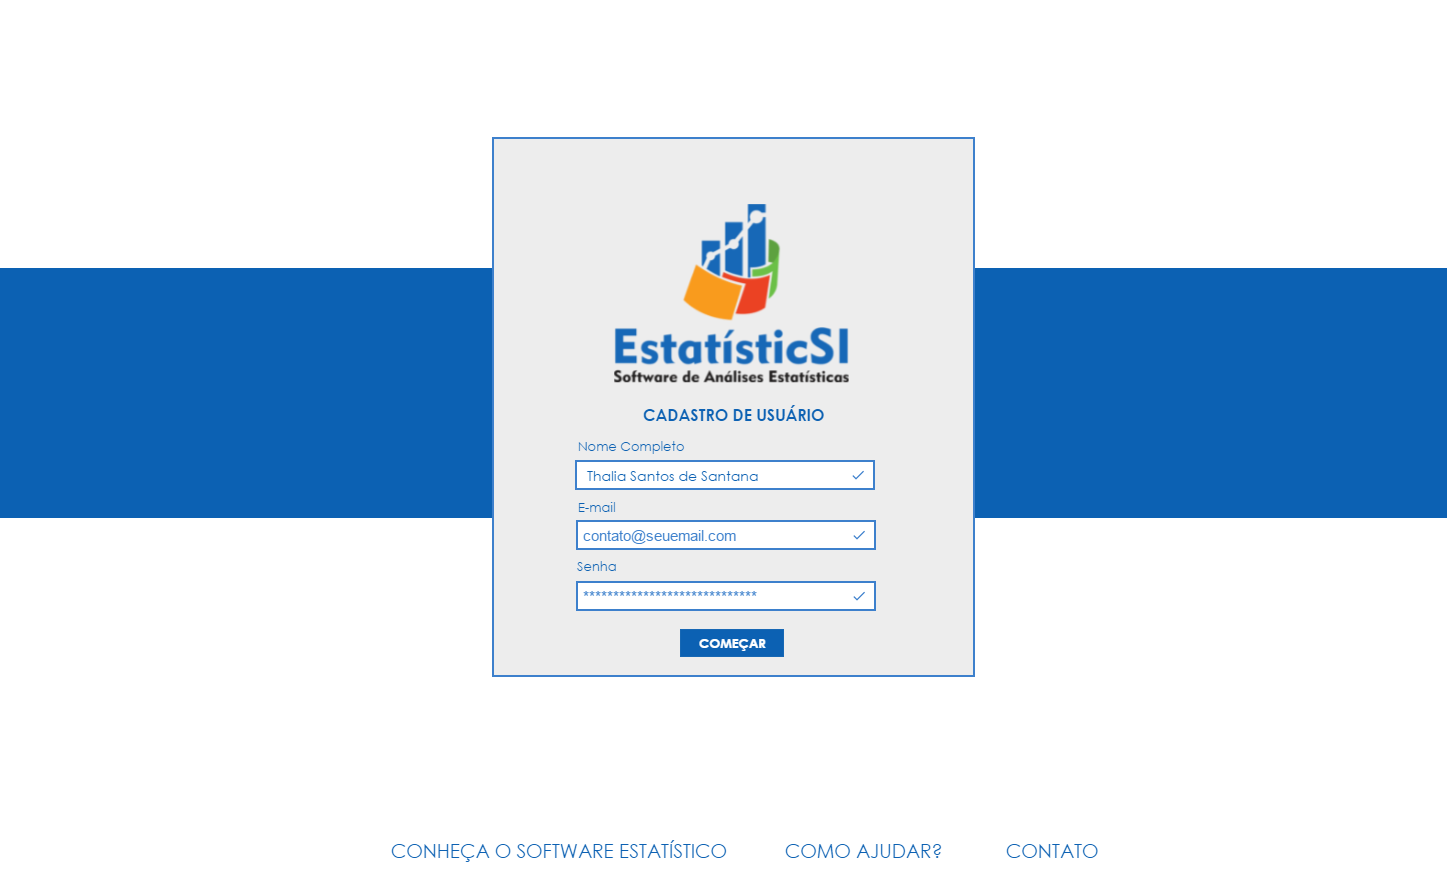 EstatísticSI
Software de Análises Estatísticas
CADASTRO DE USUÁRIO
Nome Completo
Thalia Santos de Santana
E-mail
contato@seuemail.com
Senha
*****************************
COMEÇAR
CONHEÇA O SOFTWARE ESTATÍSTICO COMO AJUDAR? CONTATO